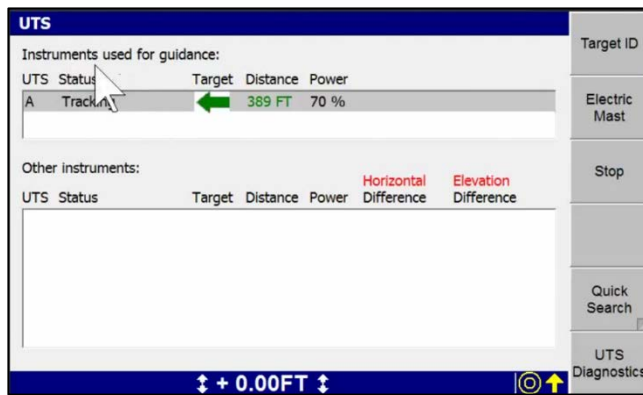 UTS
Instruments used for guidance:
UTS Status Target Distance Power
A Tracking 389 FT 70 %
Other instruments:
Horizontal Elevation
UTS Status Target Distance Power Difference Difference
+ 0.00FT
Target ID
Electric
Mast
Stop
Quick
Search
UTS
Diagnostics